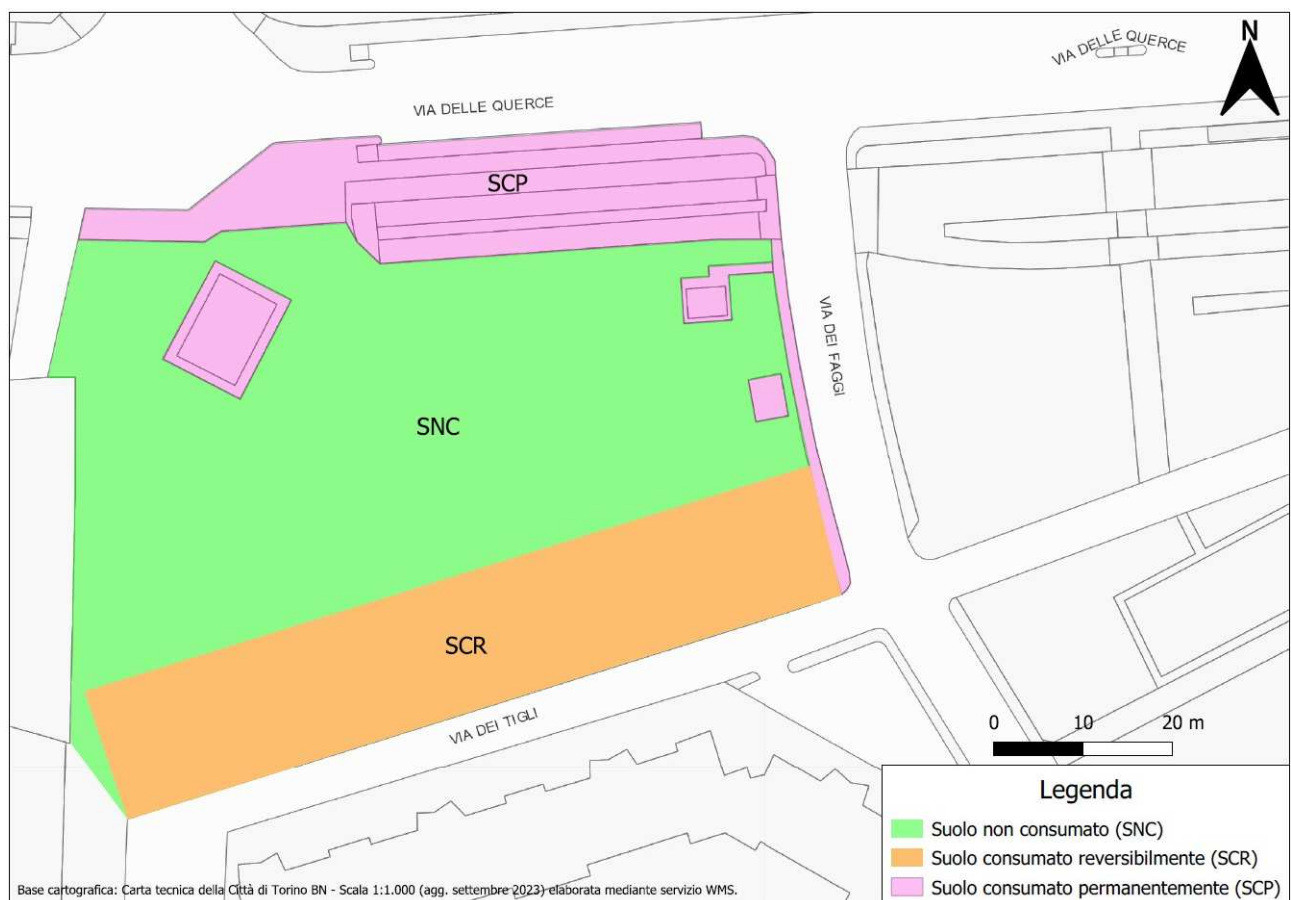 N
VIA DELLE QUERCE
VIA DELLE QUERCE
SCP
VIA DEI FAGGI
SNC
SCR
VIA DEI TIGLI
0 10 20 m
Legenda
Suolo non consumato (SNC)
Suolo consumato reversibilmente (SCR)
Suolo consumato permanentemente (SCP)
Base cartografica: Carta tecnica della Città di Torino BN - Scala 1:1.000 (agg. settembre 2023) elaborata mediante servizio WMS.